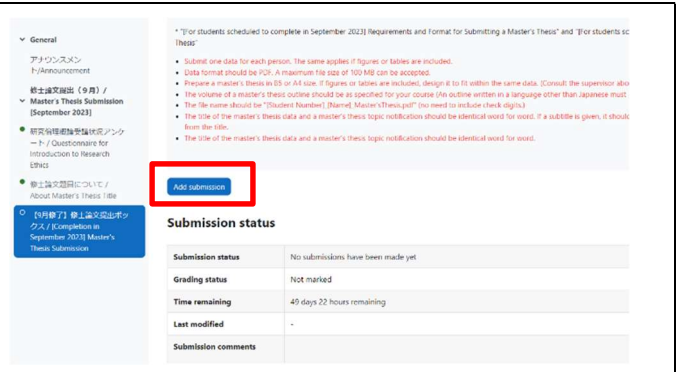 General
アナウンスメン
ト/Announcement
修士論文提出（9月）/
Master's Thesis Submission
[September 2023]
研究倫理概論受講状況アンケ
ート / Questionnaire for
Introduction to Research
Ethics
修士論文題目について /
About Master's Thesis Title
【9月修了】修士論文提出ボッ
クス / [Completion in
September 2023] Master's
Thesis Submission
* "[For students scheduled to complete in September 2023] Requirements and Format for Submitting a Master's Thesis" and "[For students sc
Thesis"
Submit one data for each person. The same applies if figures or tables are included.
Data format should be PDF. A maximum file size of 100 MB can be accepted.
Prepare a master's thesis in B5 or A4 size. If figures or tables are included, design it to fit within the same data. (Consult the supervisor abo
The volume of a master's thesis outline should be as specified for your course (An outline written in a language other than Japanese must
The file name should be "[Student Number]_[Name]_Master'sThesis.pdf" (no need to include check digits.)
The title of the master's thesis data and a master's thesis topic notification should be identical word for word. If a subtitle is given, it should
from the title.
The title of the master's thesis data and a master's thesis topic notification should be identical word for word.
Add submission
Submission status
Submission status No submissions have been made yet
Grading status Not marked
Time remaining 49 days 22 hours remaining
Last modified -
Submission comments